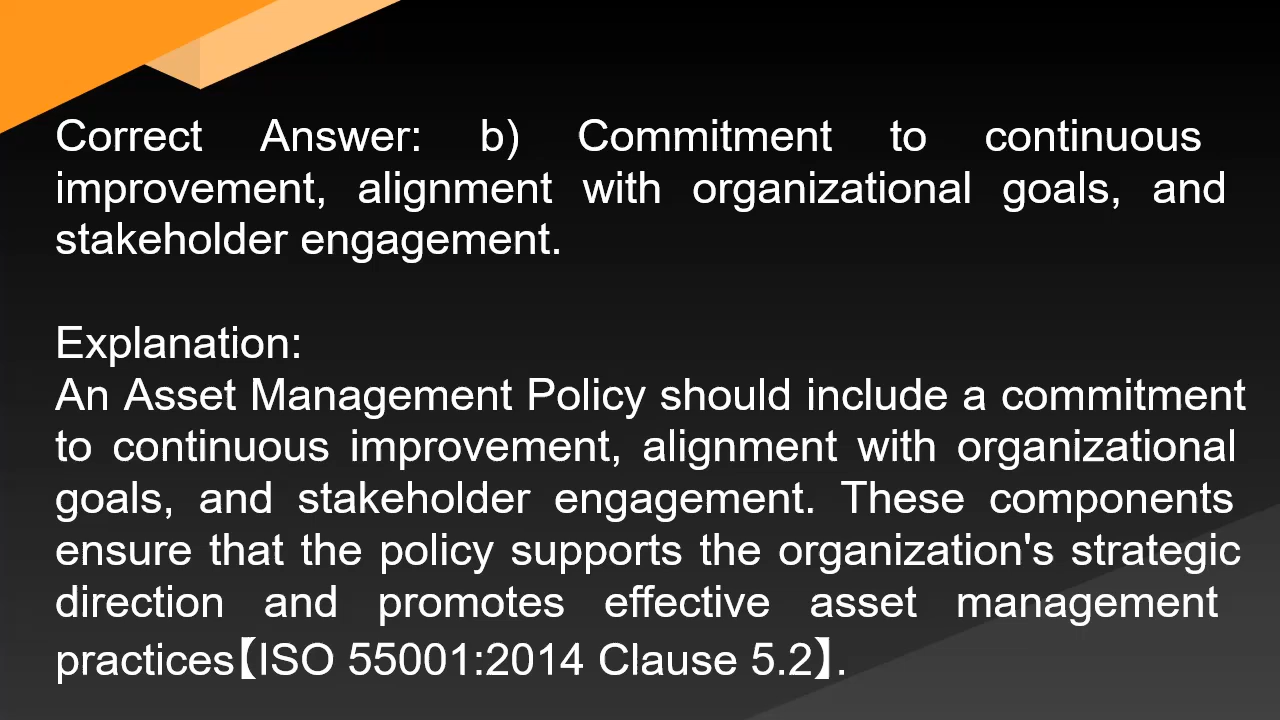 Correct Answer: b) Commitment to continuous
improvement, alignment with organizational goals, and
stakeholder engagement.
Explanation:
An Asset Management Policy should include a commitment
to continuous improvement, alignment with organizational
goals, and stakeholder engagement. These components
ensure that the policy supports the organization's strategic
direction and promotes effective asset management
practices【ISO 55001:2014 Clause 5.2】.